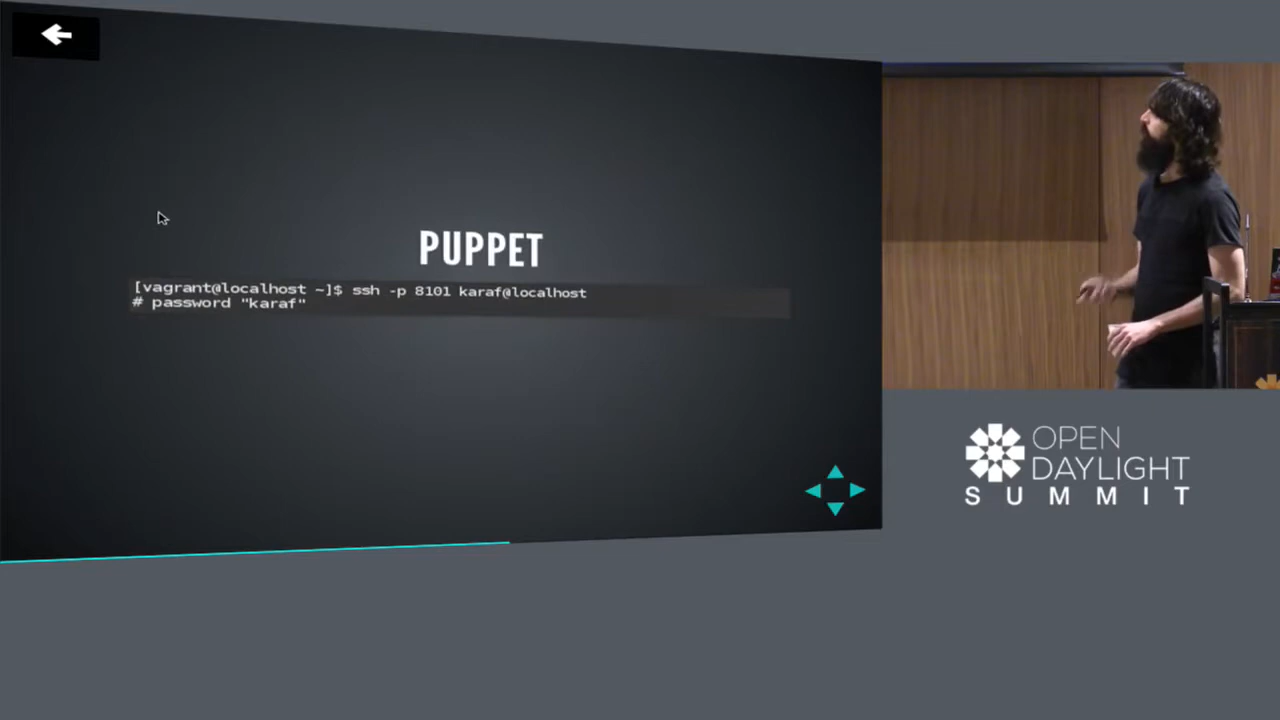 PUPPET
[vagrant@localhost ~]$ ssh -p 8101 karaf@localhost
# password "karaf"
OPEN
DAYLIGHT
SUMMIT